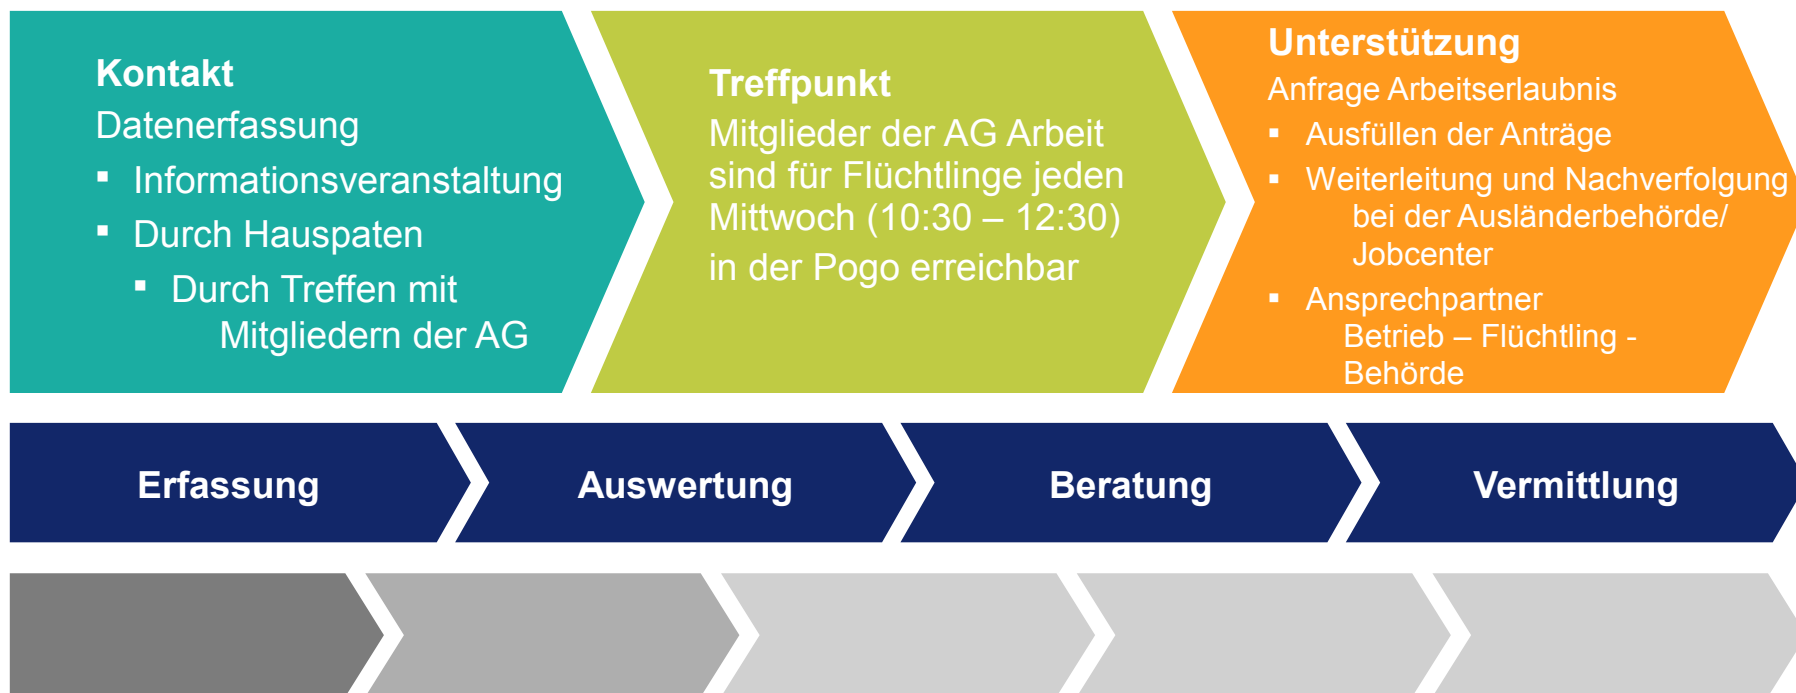 Kontakt
Datenerfassung
▪ Informationsveranstaltung
▪ Durch Hauspaten
▪ Durch Treffen mit
Mitgliedern der AG
Treffpunkt
Mitglieder der AG Arbeit
sind für Flüchtlinge jeden
Mittwoch (10:30 – 12:30)
in der Pogo erreichbar
Unterstützung
Anfrage Arbeitserlaubnis
▪ Ausfüllen der Anträge
▪ Weiterleitung und Nachverfolgung
bei der Ausländerbehörde/
Jobcenter
▪ Ansprechpartner
Betrieb – Flüchtling -
Behörde
Erfassung
Auswertung
Beratung
Vermittlung